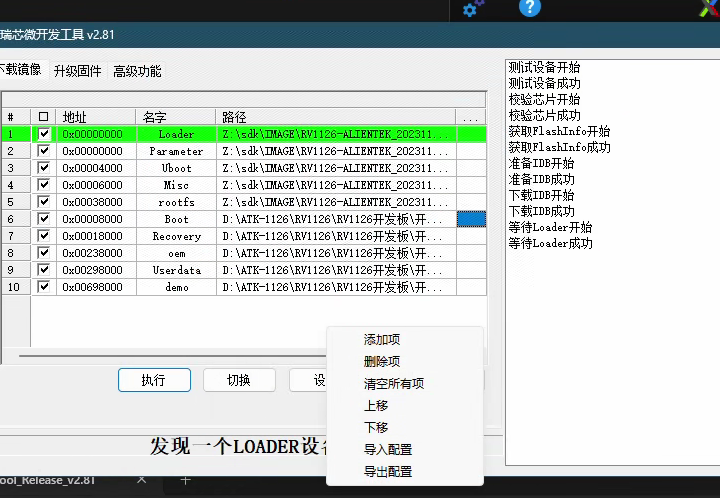 瑞芯微开发工具 v2.81
下载镜像 升级固件 高级功能
# 地址 名字 路径 ...
1 0x00000000 Loader Z:\sdk\IMAGE\RV1126-ALIENTEK_202311...
2 0x00000000 Parameter Z:\sdk\IMAGE\RV1126-ALIENTEK_202311...
3 0x00004000 Uboot Z:\sdk\IMAGE\RV1126-ALIENTEK_202311...
4 0x00006000 Misc Z:\sdk\IMAGE\RV1126-ALIENTEK_202311...
5 0x00038000 rootfs Z:\sdk\IMAGE\RV1126-ALIENTEK_202311...
6 0x00008000 Boot D:\ATK-1126\RV1126\RV1126开发板\开...
7 0x00018000 Recovery D:\ATK-1126\RV1126\RV1126开发板\开...
8 0x00238000 oem D:\ATK-1126\RV1126\RV1126开发板\开...
9 0x00298000 Userdata D:\ATK-1126\RV1126\RV1126开发板\开...
10 0x00698000 demo D:\ATK-1126\RV1126\RV1126开发板\开...
执行 切换 设
发现一个LOADER设备
添加项
删除项
清空所有项
上移
下移
导入配置
导出配置
测试设备开始
测试设备成功
校验芯片开始
校验芯片成功
获取FlashInfo开始
获取FlashInfo成功
准备IDB开始
准备IDB成功
下载IDB开始
下载IDB成功
等待Loader开始
等待Loader成功
ool_Release_v2.81